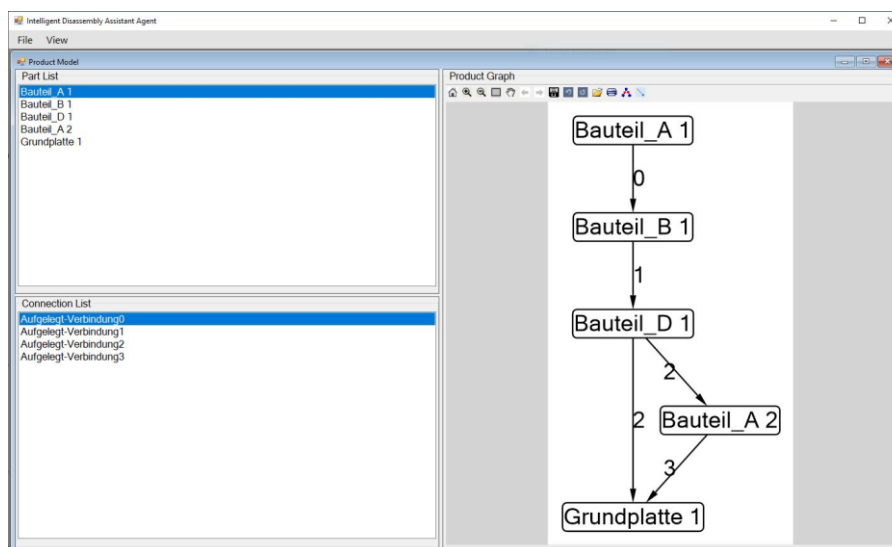 Intelligent Disassembly Assistant Agent
File View
Product Model
Part List
Bauteil_A 1
Bauteil_B 1
Bauteil_D 1
Bauteil_A 2
Grundplatte 1
Connection List
Aufgelegt-Verbindung0
Aufgelegt-Verbindung1
Aufgelegt-Verbindung2
Aufgelegt-Verbindung3
Product Graph
Bauteil_A 1
0
Bauteil_B 1
1
Bauteil_D 1
2
2
Bauteil_A 2
3
Grundplatte 1